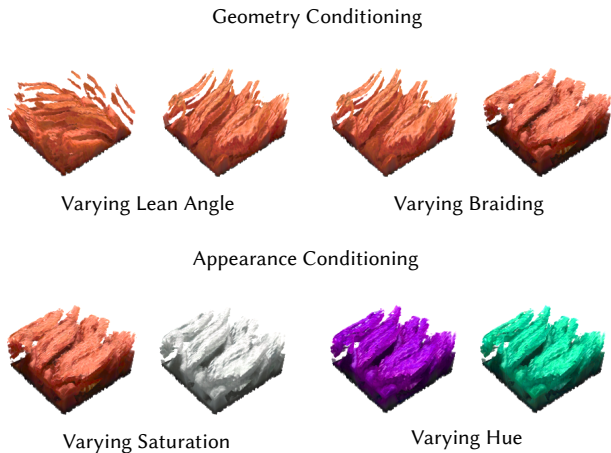 Geometry Conditioning
Varying Lean Angle
Varying Braiding
Appearance Conditioning
Varying Saturation
Varying Hue